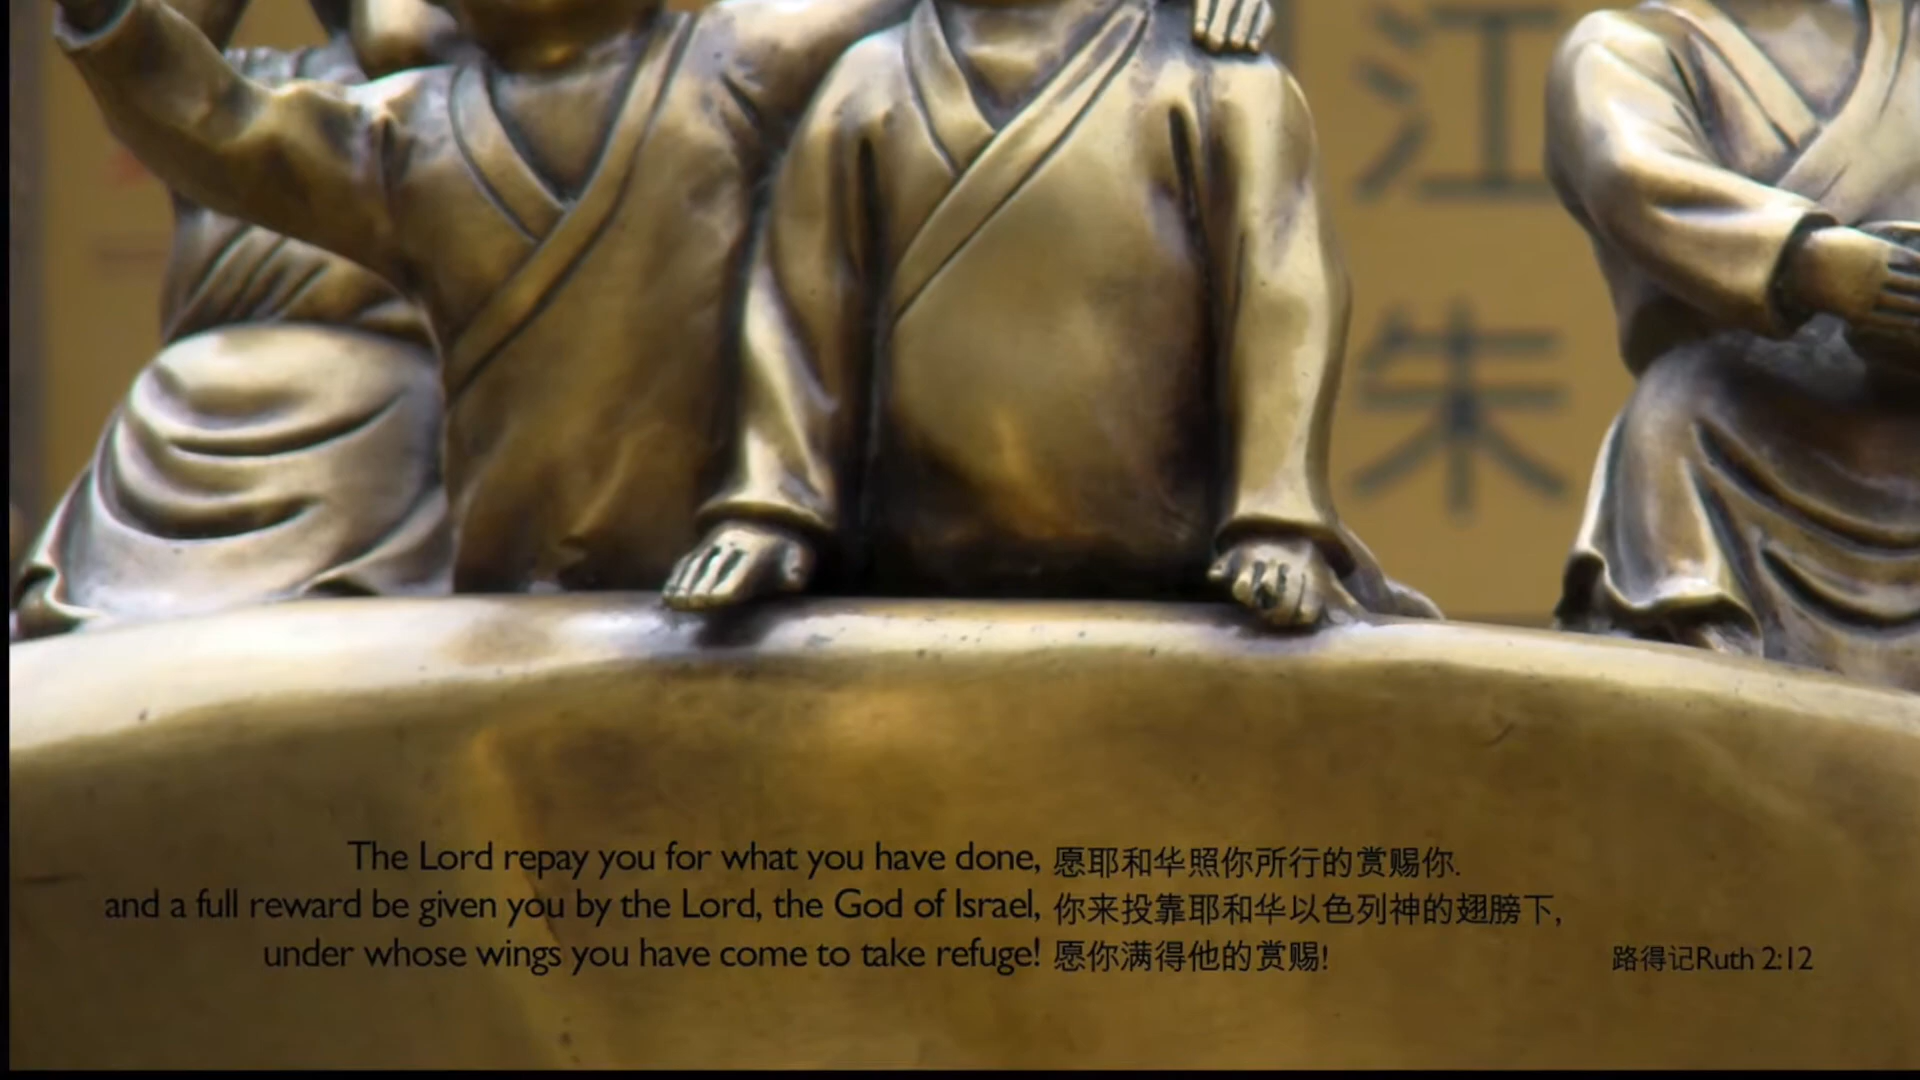 江
朱
The Lord repay you for what you have done, 愿耶和华照你所行的赏赐你.
and a full reward be given you by the Lord, the God of Israel, 你来投靠耶和华以色列神的翅膀下,
under whose wings you have come to take refuge! 愿你满得他的赏赐!
路得记Ruth 2:12